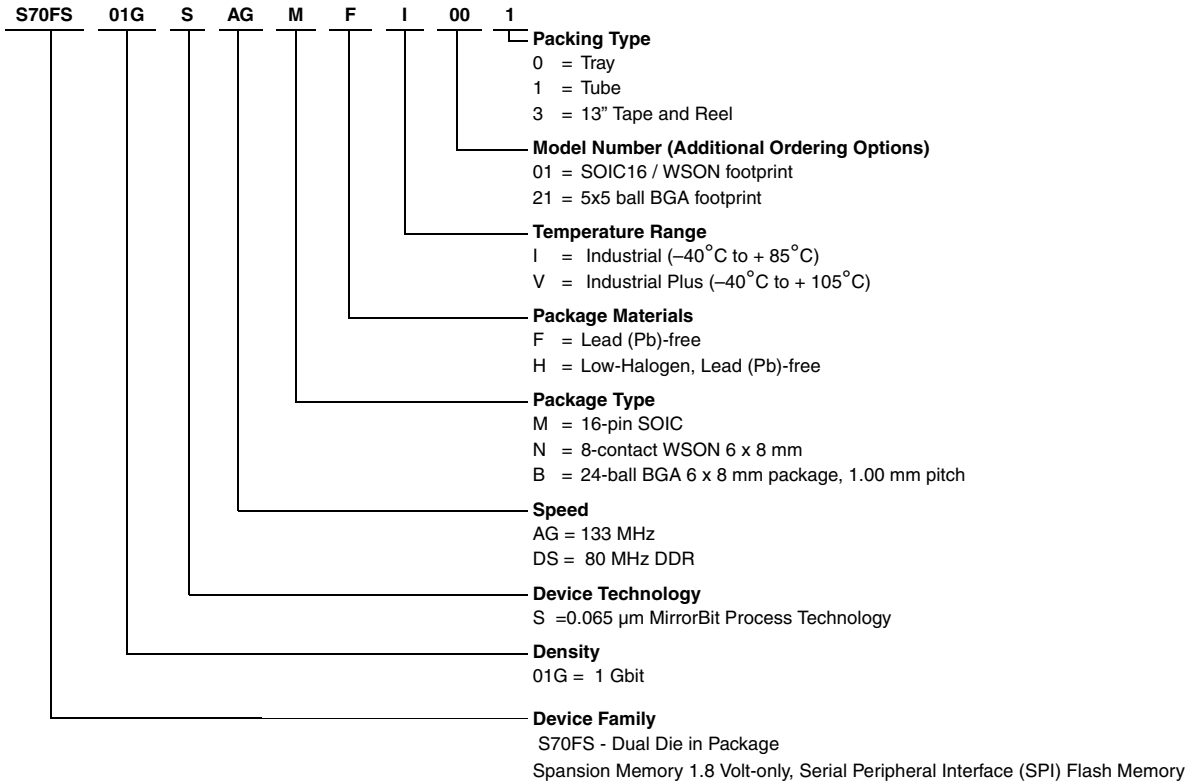 S70FS 01G S AG M F I 00 1
Packing Type
0 = Tray
1 = Tube
3 = 13” Tape and Reel
Model Number (Additional Ordering Options)
01 = SOIC16 / WSON footprint
21 = 5x5 ball BGA footprint
Temperature Range
I = Industrial (–40°C to + 85°C)
V = Industrial Plus (–40°C to + 105°C)
Package Materials
F = Lead (Pb)-free
H = Low-Halogen, Lead (Pb)-free
Package Type
M = 16-pin SOIC
N = 8-contact WSON 6 x 8 mm
B = 24-ball BGA 6 x 8 mm package, 1.00 mm pitch
Speed
AG = 133 MHz
DS = 80 MHz DDR
Device Technology
S =0.065 µm MirrorBit Process Technology
Density
01G = 1 Gbit
Device Family
S70FS - Dual Die in Package
Spansion Memory 1.8 Volt-only, Serial Peripheral Interface (SPI) Flash Memory